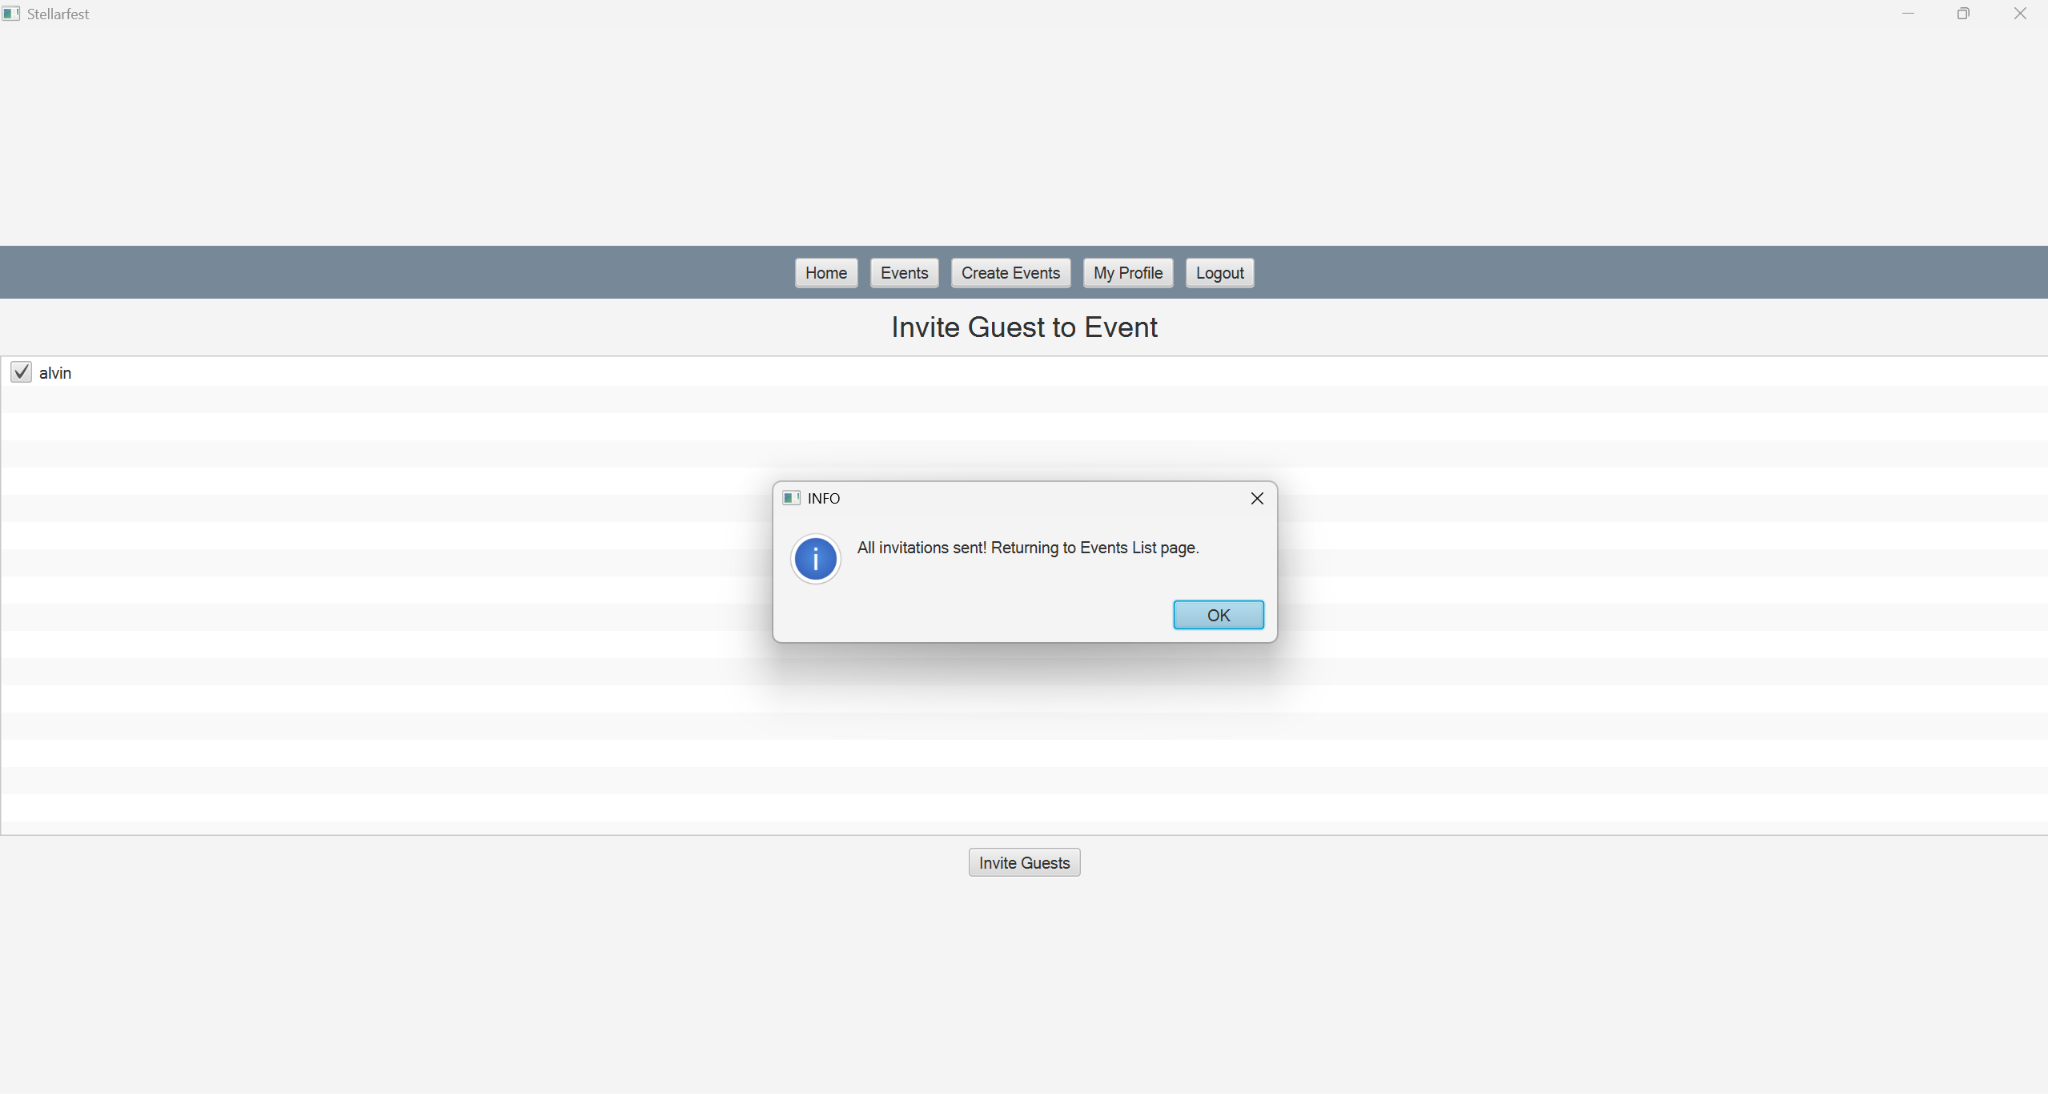 Stellarfest
Home Events Create Events My Profile Logout
Invite Guest to Event
alvin
INFO
All invitations sent! Returning to Events List page.
OK
Invite Guests